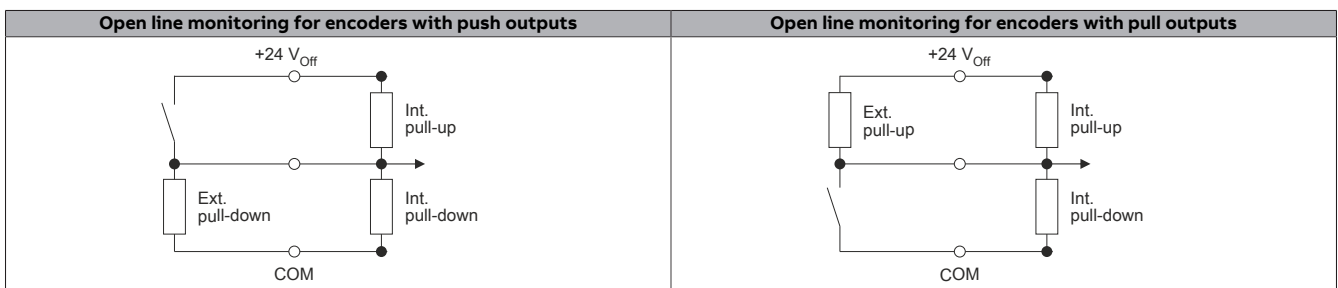 Open line monitoring for encoders with push outputs
+24 V_Off
Int.
pull-up
Ext.
pull-down
Int.
pull-down
COM
Open line monitoring for encoders with pull outputs
+24 V_Off
Ext.
pull-up
Int.
pull-up
Int.
pull-down
COM